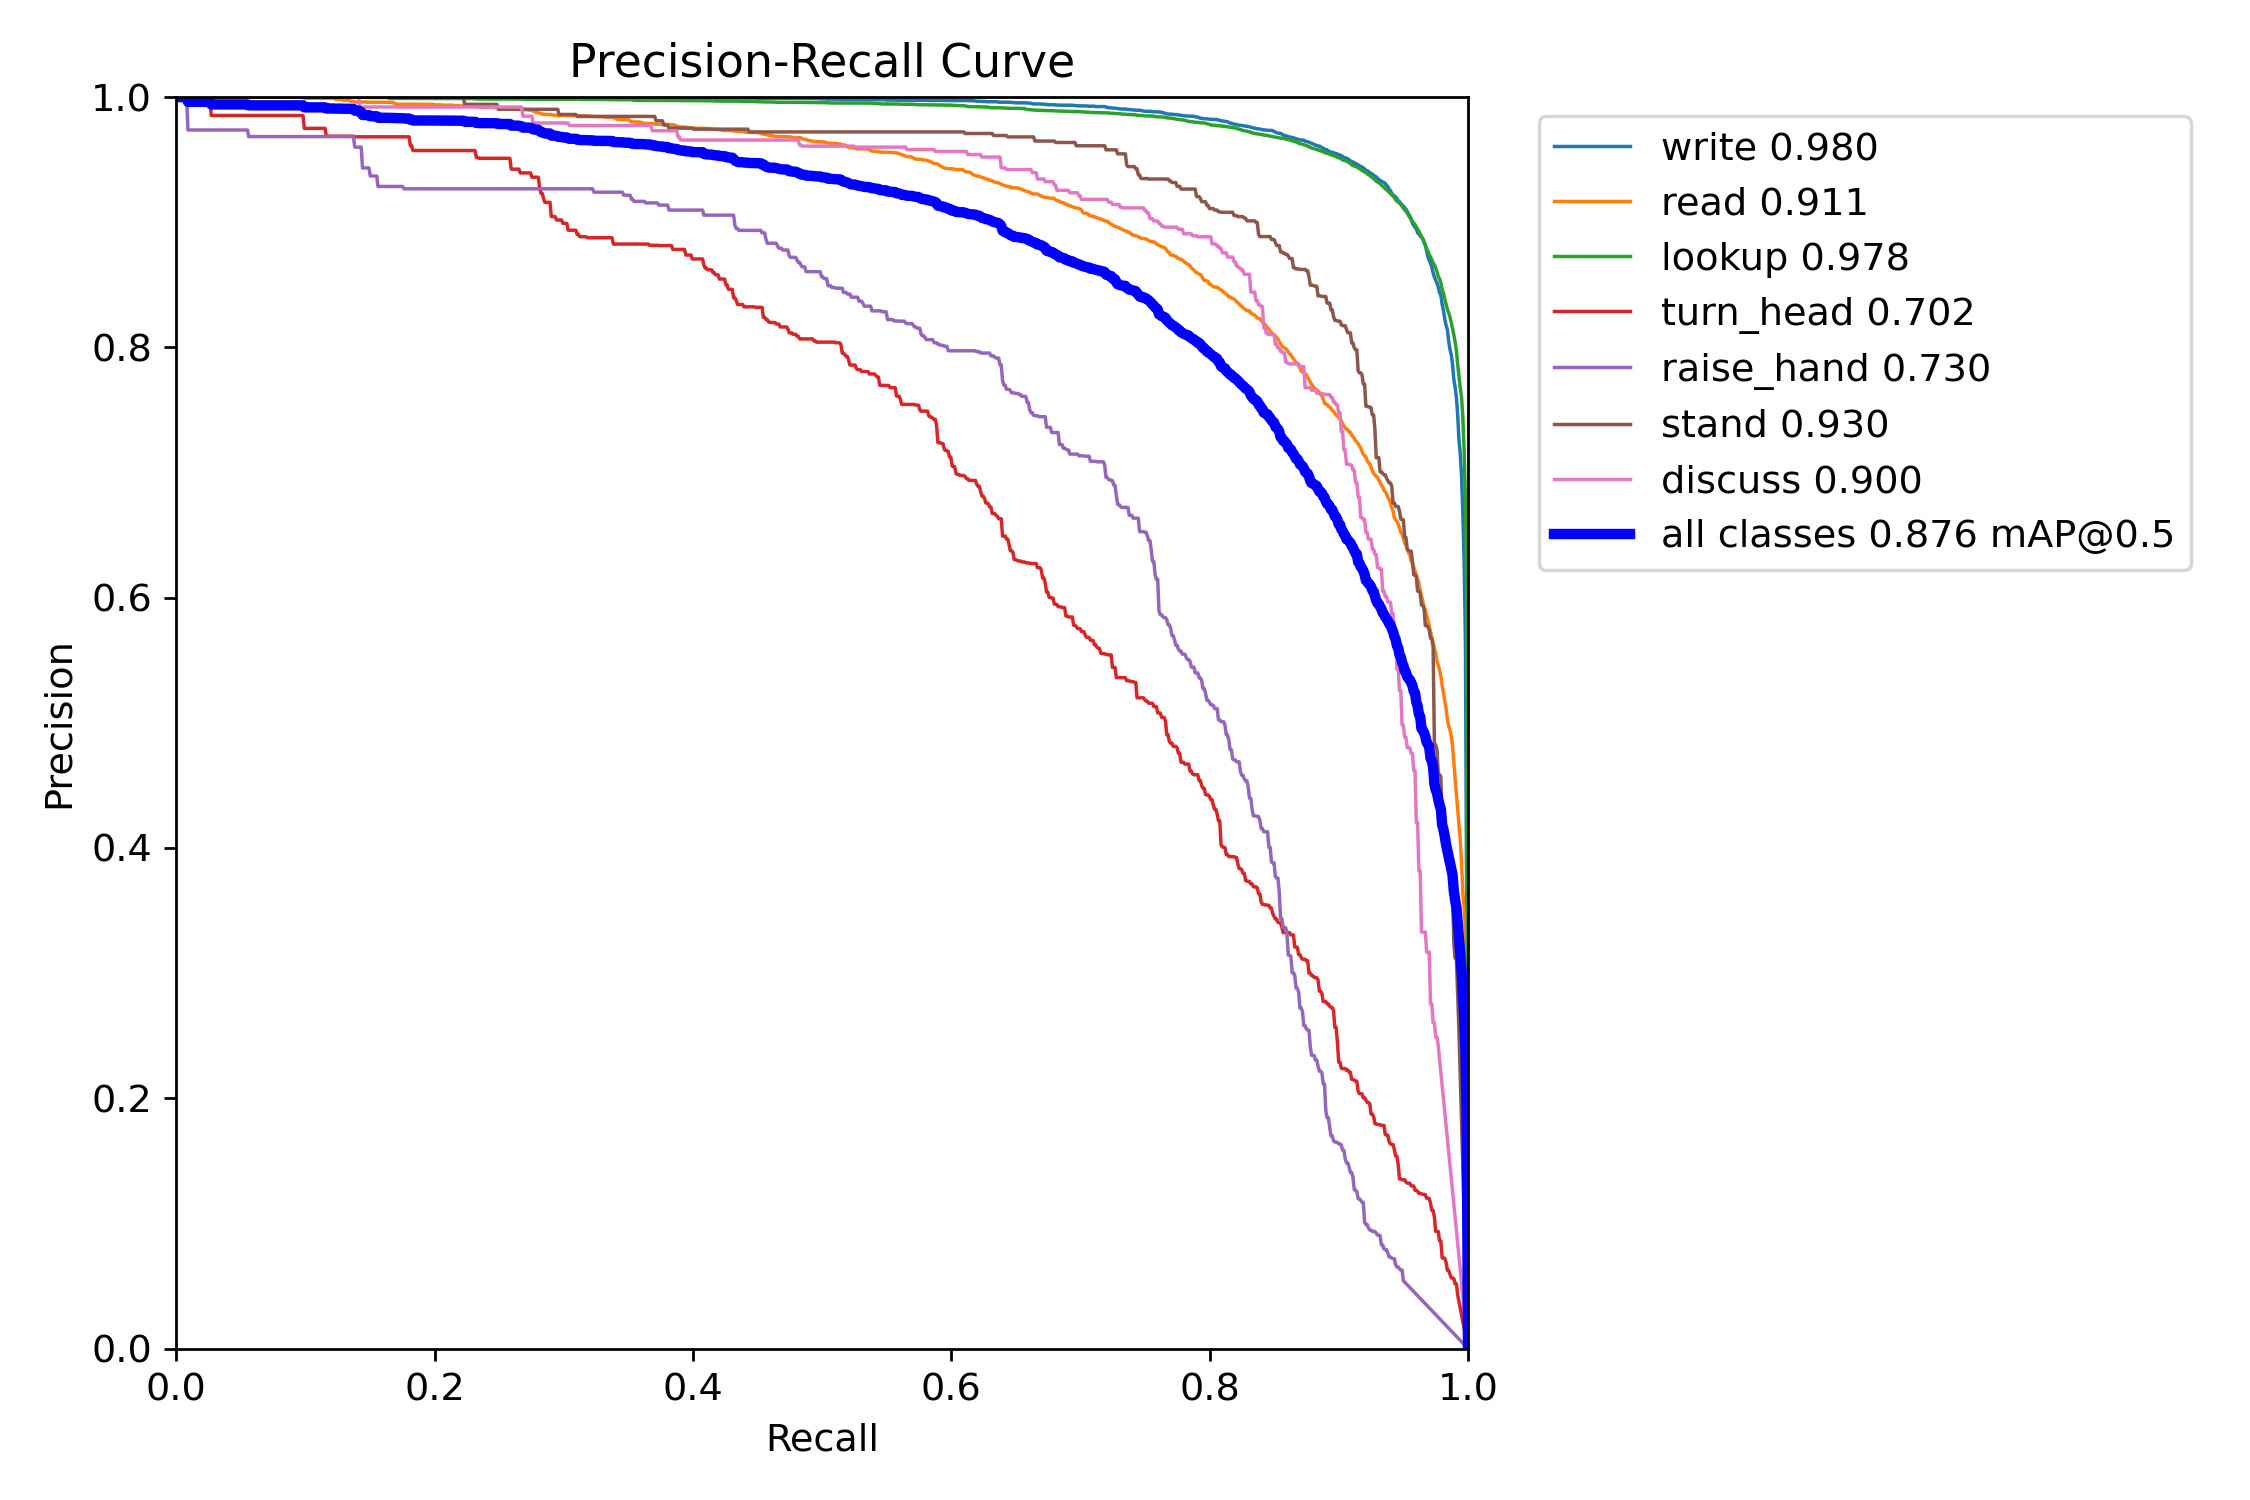 Precision-Recall Curve
1.0
0.8
0.6
0.4
0.2
0.0
Precision
0.0 0.2 0.4 0.6 0.8 1.0
Recall
write 0.980
read 0.911
lookup 0.978
turn_head 0.702
raise_hand 0.730
stand 0.930
discuss 0.900
all classes 0.876 mAP@0.5